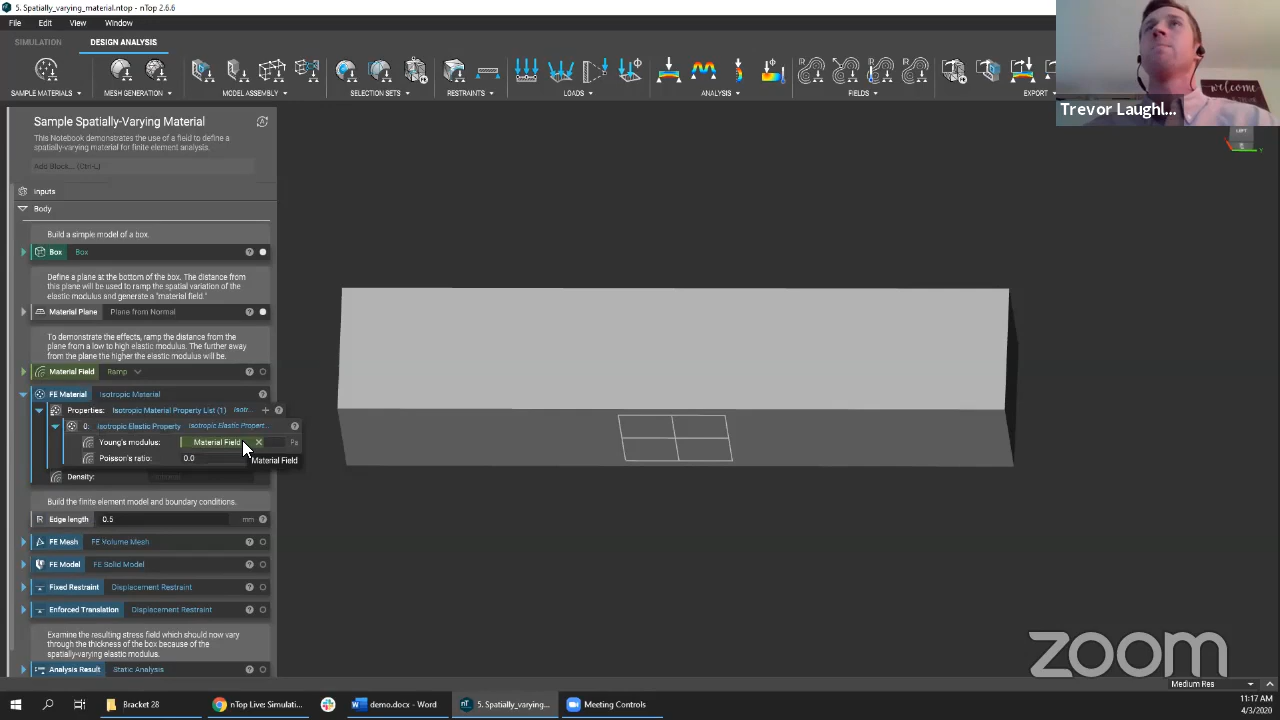 5. Spatially_varying_material.ntop - nTop 2.6.6
File Edit View Window
SIMULATION DESIGN ANALYSIS
SAMPLE MATERIALS MESH GENERATION MODEL ASSEMBLY SELECTION SETS RESTRAINTS LOADS ANALYSIS FIELDS EXPORT
welcome
Trevor Laughl...
LEFT
Sample Spatially-Varying Material
This Notebook demonstrates the use of a field to define a
spatially-varying material for finite element analysis.
Add Block... (Ctrl+L)
Inputs
Body
Build a simple model of a box.
Box Box
Define a plane at the bottom of the box. The distance from
this plane will be used to ramp the spatial variation of the
elastic modulus and generate a "material field."
Material Plane Plane from Normal
To demonstrate the effects, ramp the distance from the
plane from a low to high elastic modulus. The further away
from the plane the higher the elastic modulus will be.
Material Field Ramp
FE Material Isotropic Material
Properties: Isotropic Material Property List (1) Isotr...
0: Isotropic Elastic Property Isotropic Elastic Propert...
Young's modulus: Material Field Pa
Poisson's ratio: 0.0
Material Field
Density:
Build the finite element model and boundary conditions.
Edge length 0.5 mm
FE Mesh FE Volume Mesh
FE Model FE Solid Model
Fixed Restraint Displacement Restraint
Enforced Translation Displacement Restraint
Examine the resulting stress field which should now vary
through the thickness of the box because of the
spatially-varying elastic modulus.
Analysis Result Static Analysis
zoom
Medium Res
Bracket 28 nTop Live: Simulati... demo.docx - Word 5. Spatially_varying... Meeting Controls
11:17 AM
4/3/2020